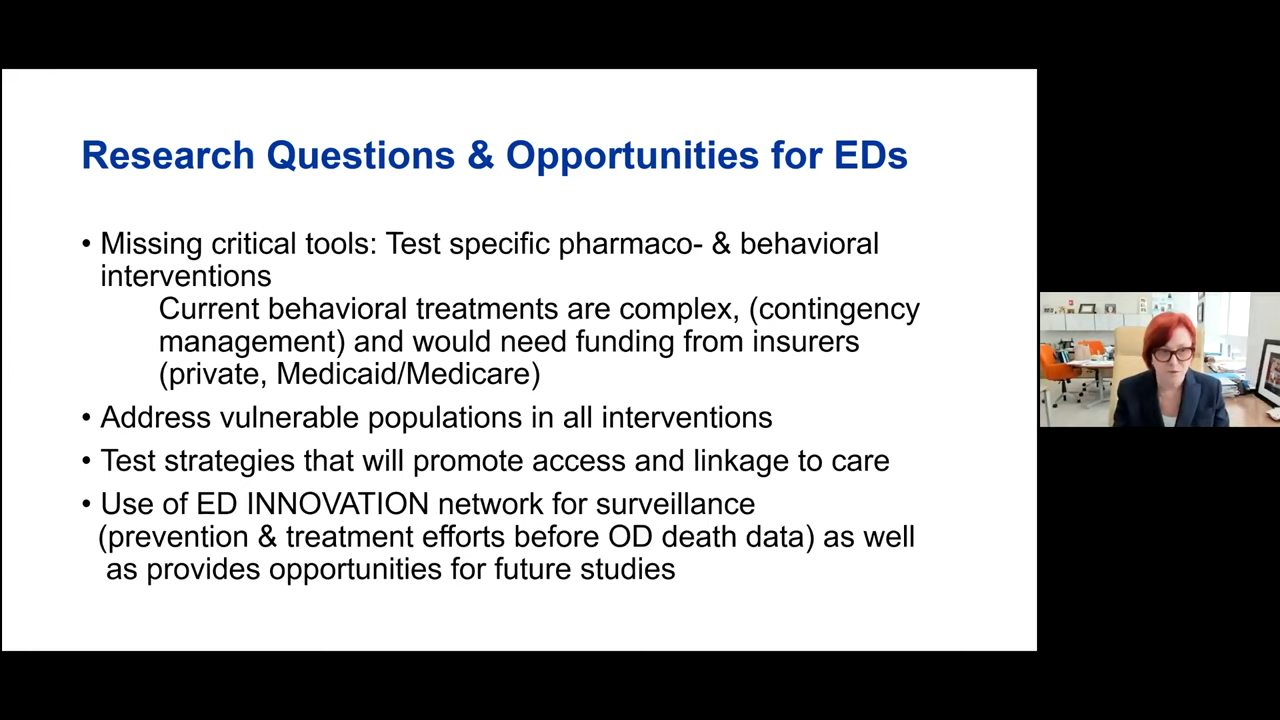 Research Questions & Opportunities for EDs
• Missing critical tools: Test specific pharmaco- & behavioral
interventions
Current behavioral treatments are complex, (contingency
management) and would need funding from insurers
(private, Medicaid/Medicare)
• Address vulnerable populations in all interventions
• Test strategies that will promote access and linkage to care
• Use of ED INNOVATION network for surveillance
(prevention & treatment efforts before OD death data) as well
as provides opportunities for future studies